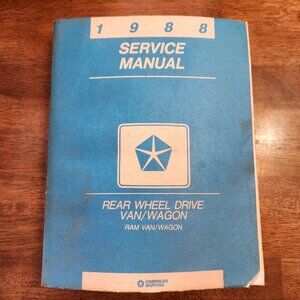 1988
SERVICE
MANUAL
REAR WHEEL DRIVE
VAN/WAGON
RAM VAN/WAGON
CHRYSLER
MOTORS